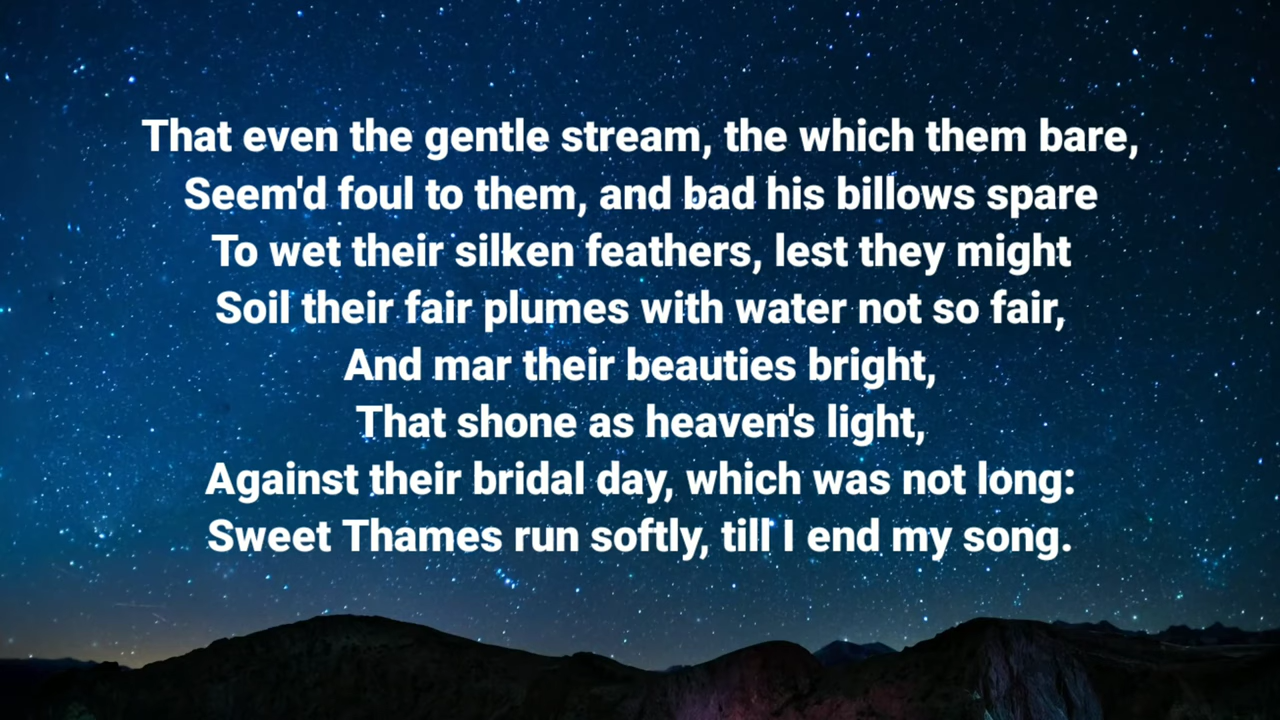 That even the gentle stream, the which them bare,
Seem'd foul to them, and bad his billows spare
To wet their silken feathers, lest they might
Soil their fair plumes with water not so fair,
And mar their beauties bright,
That shone as heaven's light,
Against their bridal day, which was not long:
Sweet Thames run softly, till I end my song.